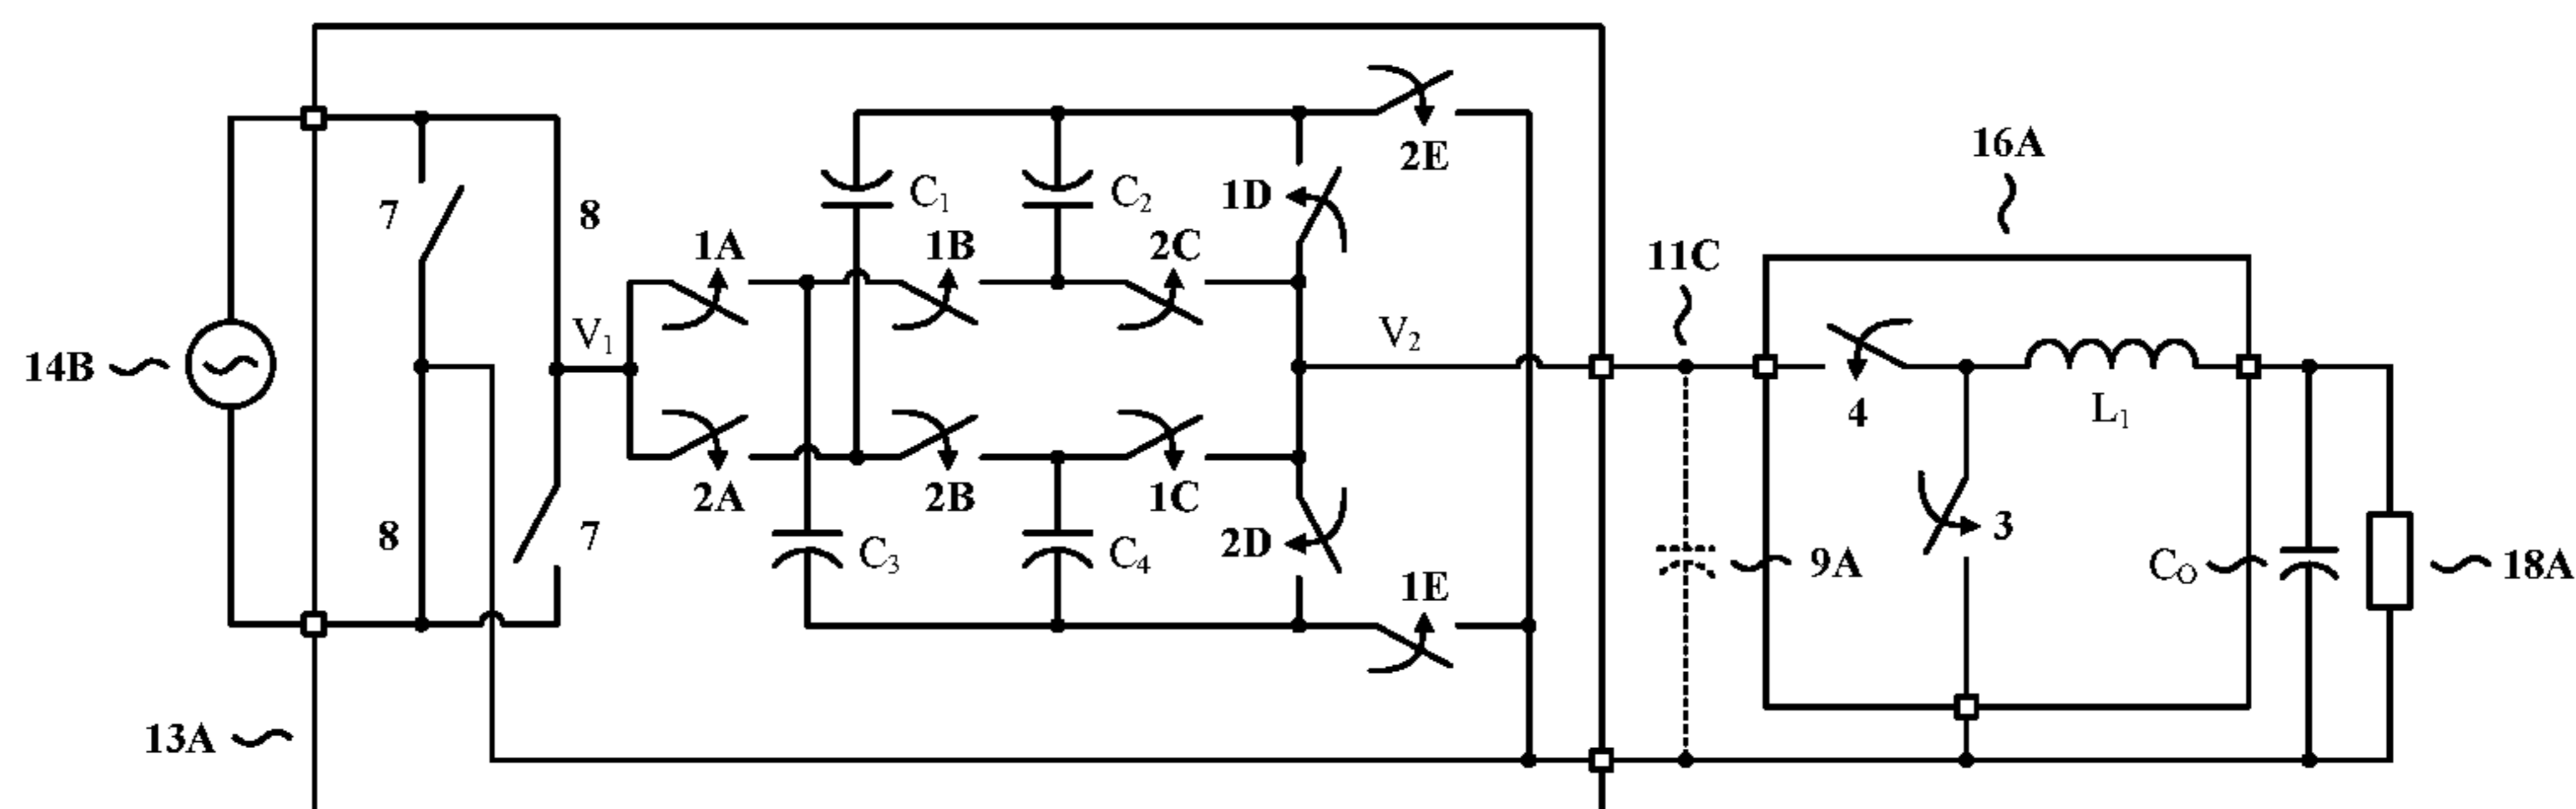 2E
16A
7
8
C₁
C₂
1D
1A
1B
2C
11C
V₁
V₂
14B
4
L₁
2A
2B
1C
8
7
C₃
C₄
2D
3
9A
C_O
18A
1E
13A